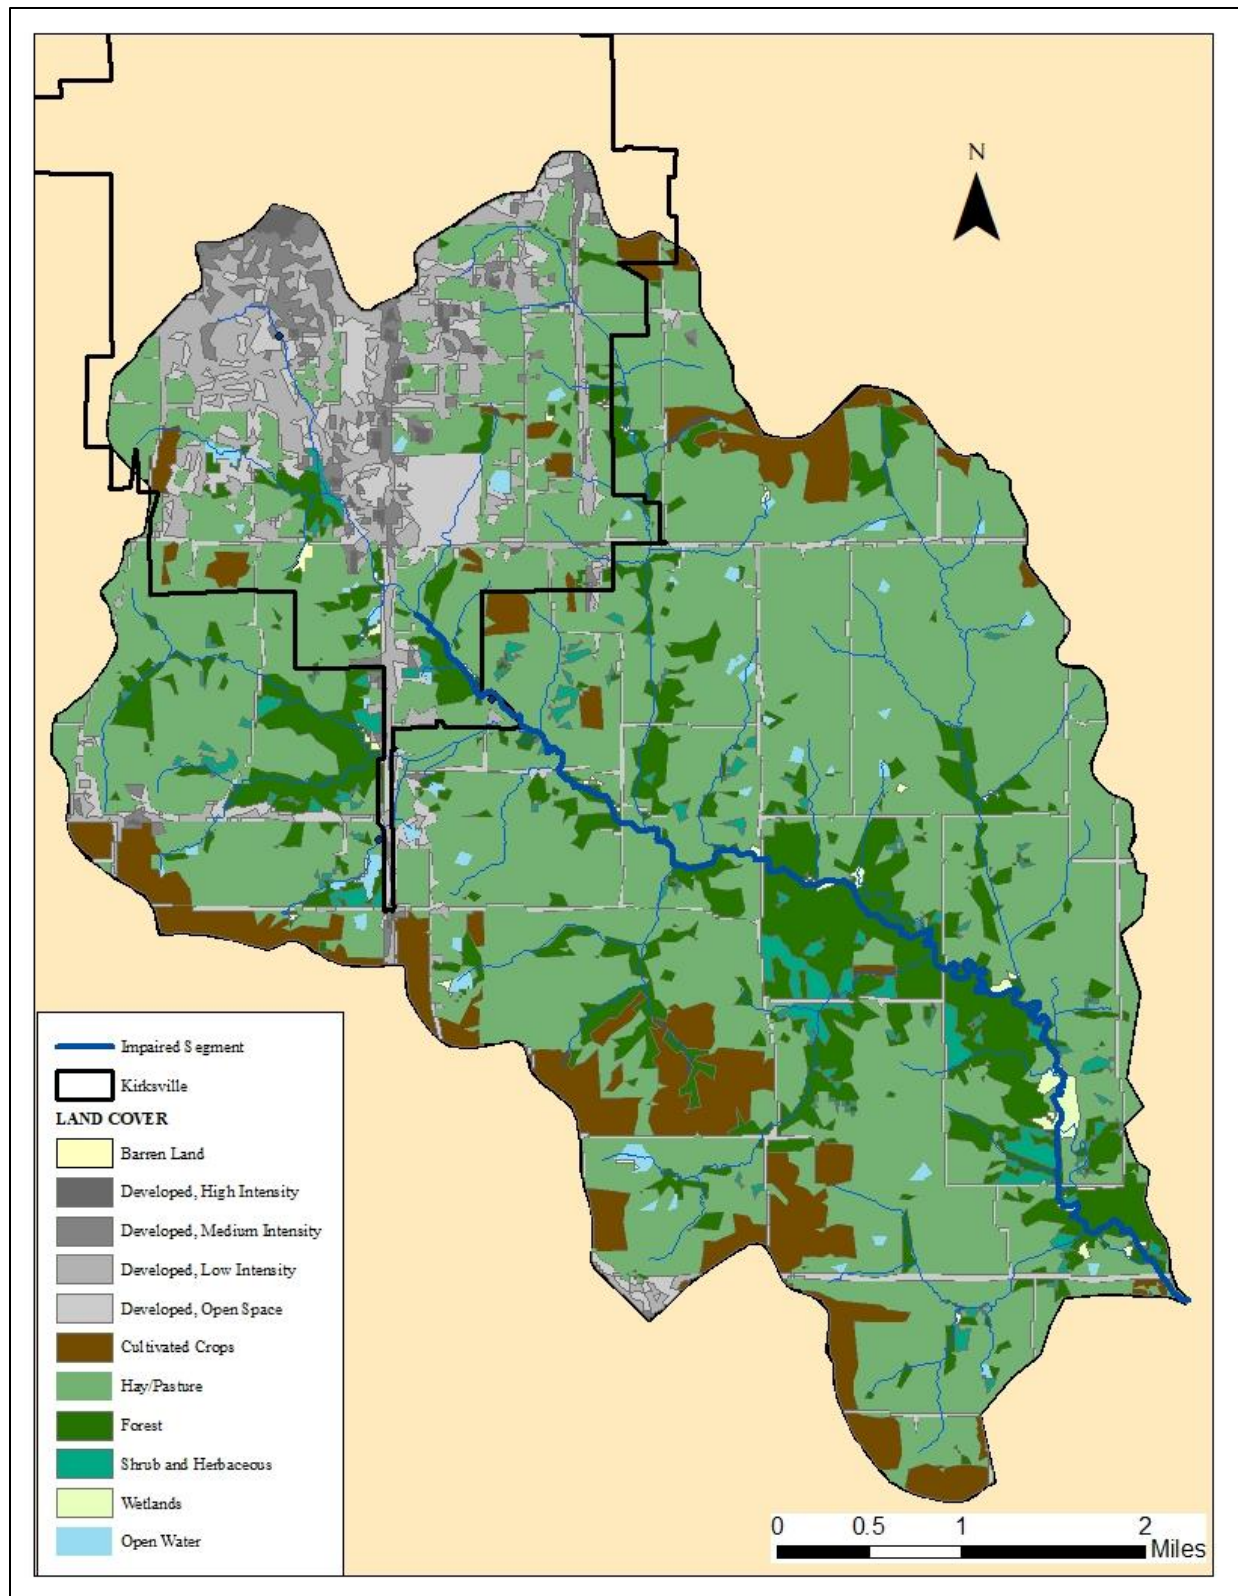 N
Impaired Segment
Kirksville
LAND COVER
Barren Land
Developed, High Intensity
Developed, Medium Intensity
Developed, Low Intensity
Developed, Open Space
Cultivated Crops
Hay/Pasture
Forest
Shrub and Herbaceous
Wetlands
Open Water
0 0.5 1 2
Miles